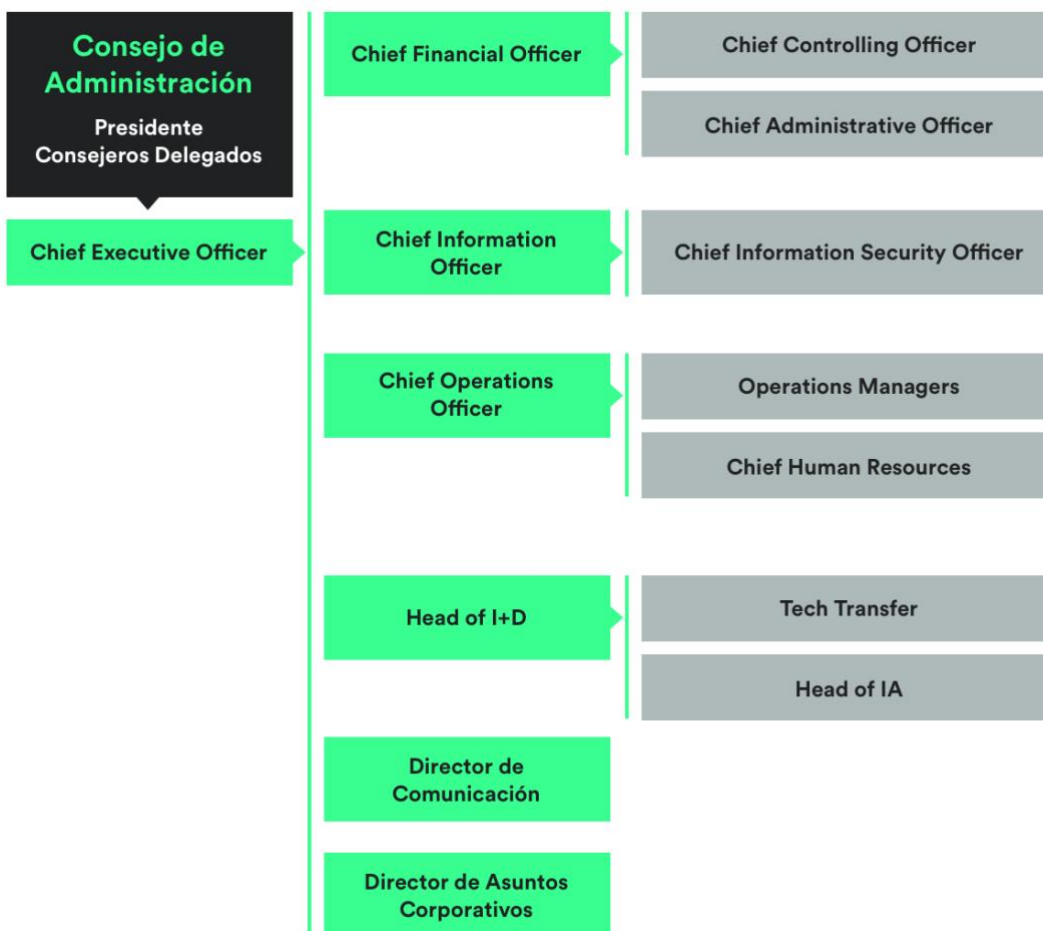 Consejo de
Administración
Presidente
Consejeros Delegados
Chief Executive Officer
Chief Financial Officer
Chief Controlling Officer
Chief Administrative Officer
Chief Information
Officer
Chief Information Security Officer
Chief Operations
Officer
Operations Managers
Chief Human Resources
Head of I+D
Tech Transfer
Head of IA
Director de
Comunicación
Director de Asuntos
Corporativos